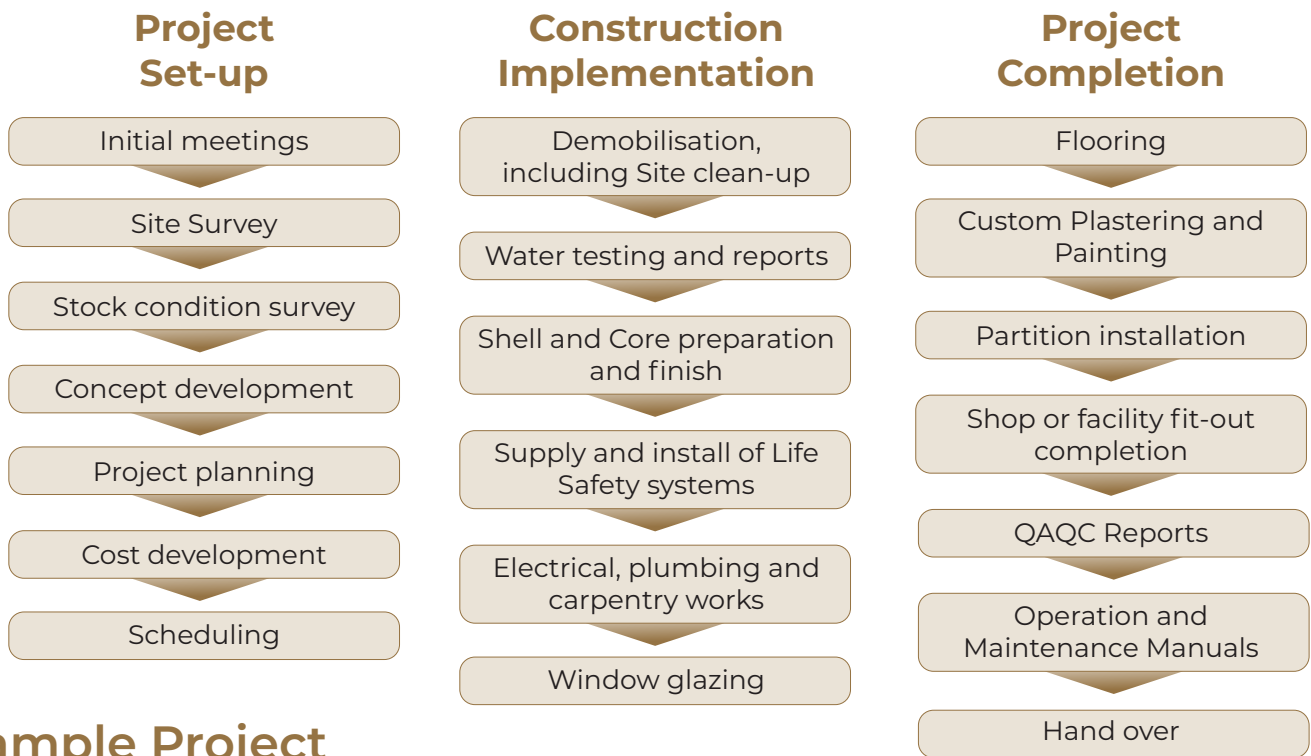 Project
Set-up
Initial meetings
Site Survey
Stock condition survey
Concept development
Project planning
Cost development
Scheduling
Construction
Implementation
Demobilisation,
including Site clean-up
Water testing and reports
Shell and Core preparation
and finish
Supply and install of Life
Safety systems
Electrical, plumbing and
carpentry works
Window glazing
Project
Completion
Flooring
Custom Plastering and
Painting
Partition installation
Shop or facility fit-out
completion
QAQC Reports
Operation and
Maintenance Manuals
Hand over
Project